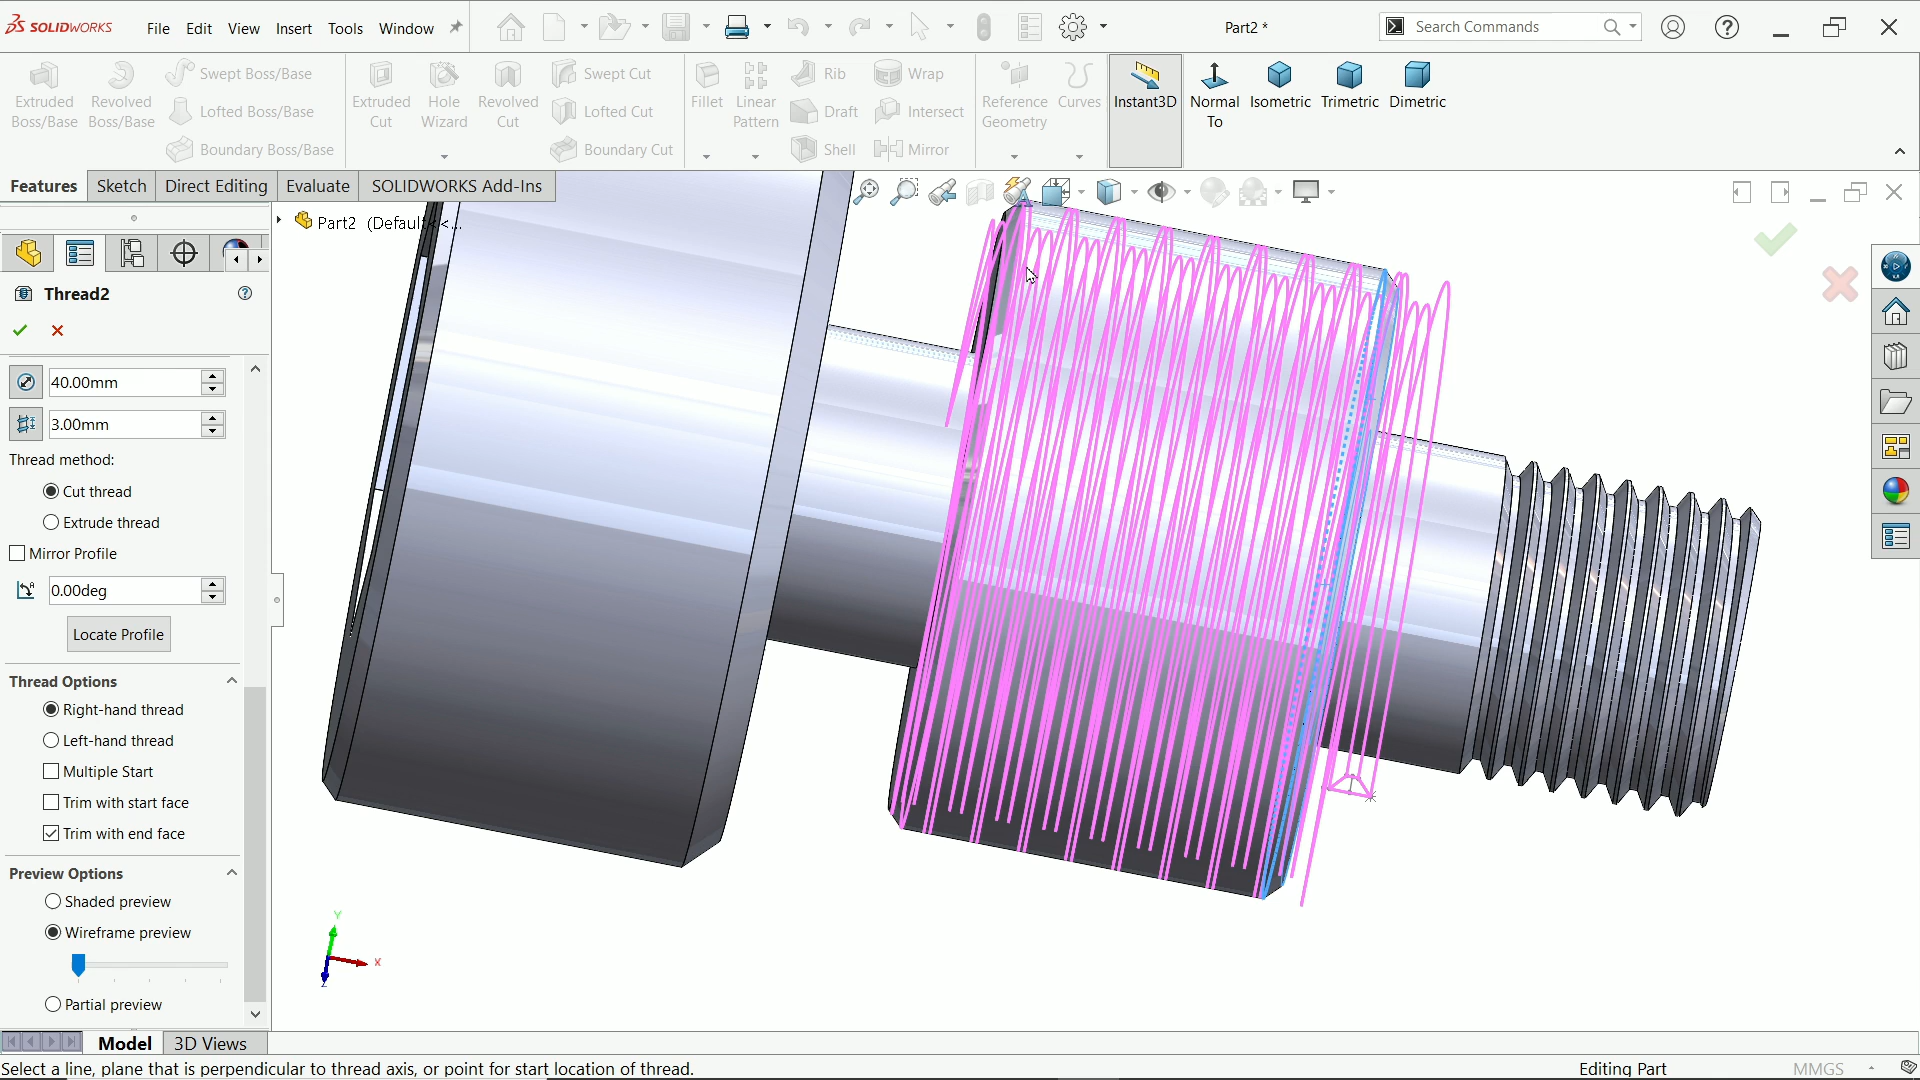 SOLIDWORKS
File Edit View Insert Tools Window
Part2 *
Search Commands
Extruded Boss/Base
Revolved Boss/Base
Swept Boss/Base
Lofted Boss/Base
Boundary Boss/Base
Extruded Cut
Hole Wizard
Revolved Cut
Swept Cut
Lofted Cut
Boundary Cut
Fillet
Linear Pattern
Rib
Draft
Shell
Wrap
Intersect
Mirror
Reference Geometry
Curves
Instant3D
Normal To
Isometric
Trimetric
Dimetric
Features Sketch Direct Editing Evaluate SOLIDWORKS Add-Ins
Part2 (Default<<...
Thread2
40.00mm
3.00mm
Thread method:
Cut thread
Extrude thread
Mirror Profile
0.00deg
Locate Profile
Thread Options
Right-hand thread
Left-hand thread
Multiple Start
Trim with start face
Trim with end face
Preview Options
Shaded preview
Wireframe preview
Partial preview
Y
X
Z
Model 3D Views
Select a line, plane that is perpendicular to thread axis, or point for start location of thread.
Editing Part
MMGS